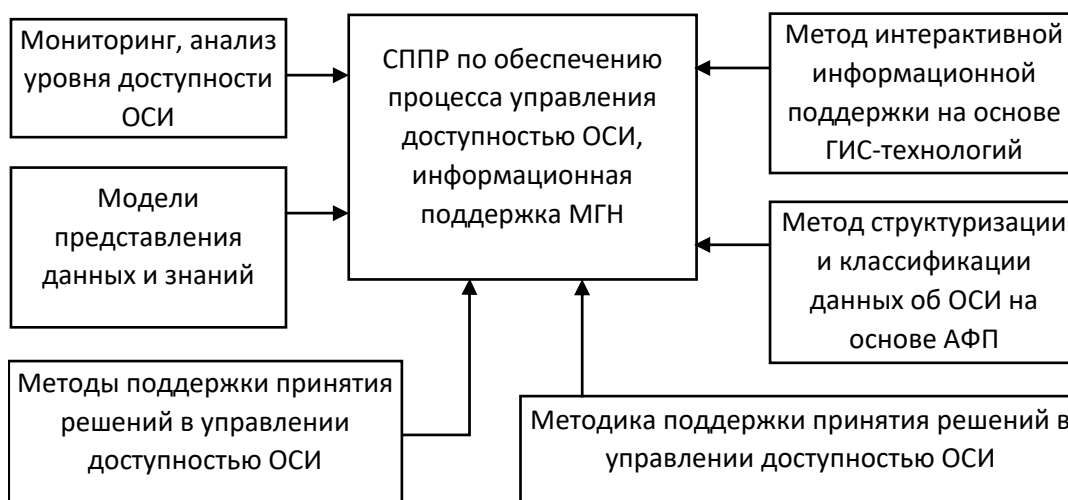 Мониторинг, анализ
уровня доступности
ОСИ
Модели
представления
данных и знаний
СППР по обеспечению
процесса управления
доступностью ОСИ,
информационная
поддержка МГН
Метод интерактивной
информационной
поддержки на основе
ГИС-технологий
Метод структуризации
и классификации
данных об ОСИ на
основе АФП
Методы поддержки принятия
решений в управлении
доступностью ОСИ
Методика поддержки принятия решений в
управлении доступностью ОСИ